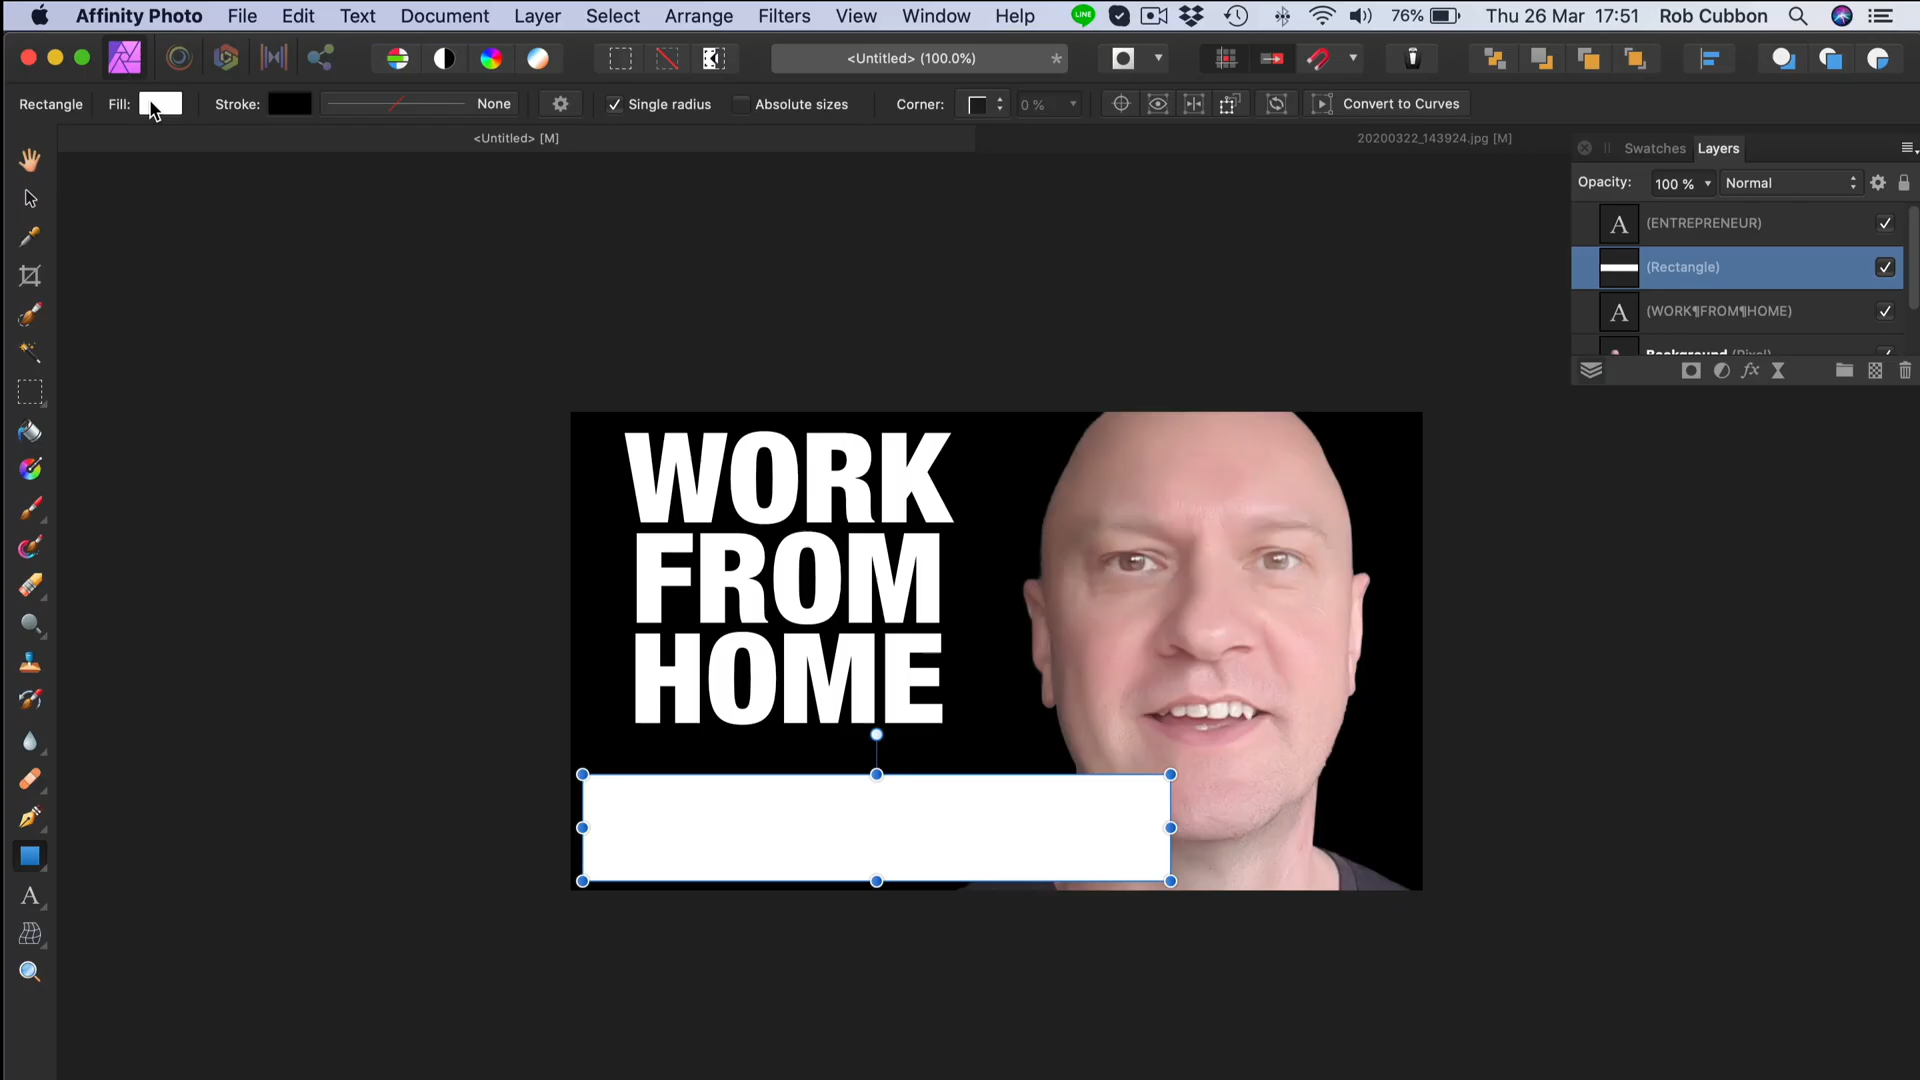 Affinity Photo File Edit Text Document Layer Select Arrange Filters View Window Help LINE 76% Thu 26 Mar 17:51 Rob Cubbon
<Untitled> (100.0%) *
Rectangle Fill: Stroke: None Single radius Absolute sizes Corner: 0 % Convert to Curves
<Untitled> [M] 20200322_143924.jpg [M]
Swatches Layers
Opacity: 100 % Normal
A (ENTREPRENEUR)
(Rectangle)
A (WORK¶FROM¶HOME)
Background (Pixel)
WORK
FROM
HOME
A